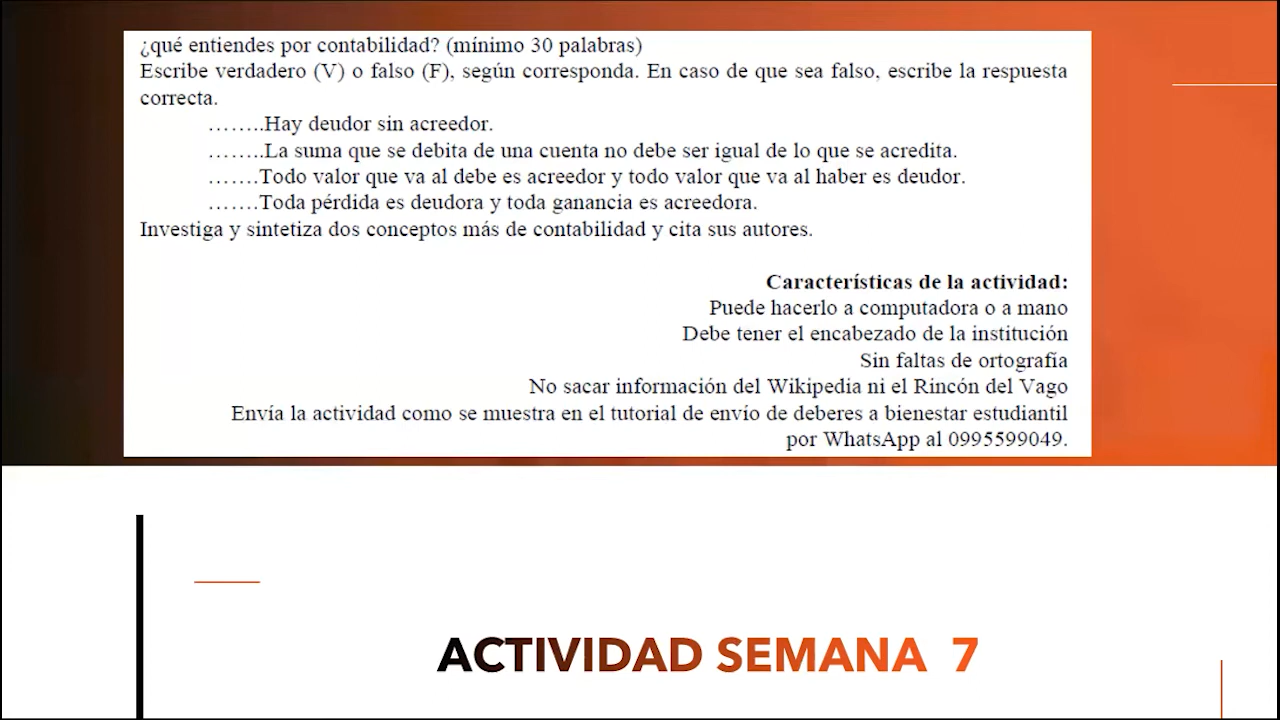 ¿qué entiendes por contabilidad? (mínimo 30 palabras)
Escribe verdadero (V) o falso (F), según corresponda. En caso de que sea falso, escribe la respuesta
correcta.
……..Hay deudor sin acreedor.
……..La suma que se debita de una cuenta no debe ser igual de lo que se acredita.
…….Todo valor que va al debe es acreedor y todo valor que va al haber es deudor.
…….Toda pérdida es deudora y toda ganancia es acreedora.
Investiga y sintetiza dos conceptos más de contabilidad y cita sus autores.
Características de la actividad:
Puede hacerlo a computadora o a mano
Debe tener el encabezado de la institución
Sin faltas de ortografía
No sacar información del Wikipedia ni el Rincón del Vago
Envía la actividad como se muestra en el tutorial de envío de deberes a bienestar estudiantil
por WhatsApp al 0995599049.
ACTIVIDAD SEMANA 7